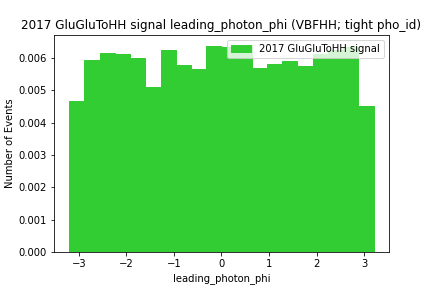 2017 GluGluToHH signal leading_photon_phi (VBFHH; tight pho_id)
2017 GluGluToHH signal
Number of Events
0.006
0.005
0.004
0.003
0.002
0.001
0.000
−3 −2 −1 0 1 2 3
leading_photon_phi